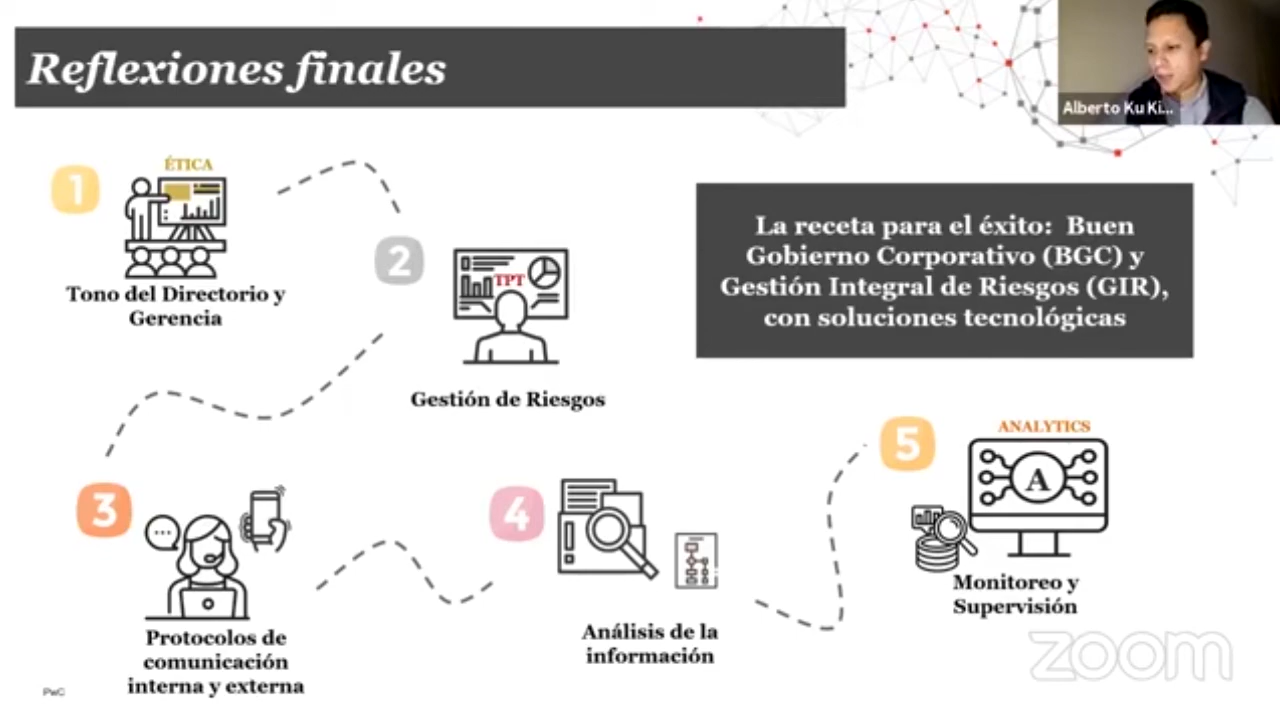 Reflexiones finales
Alberto Ku Ki...
1
ÉTICA
Tono del Directorio y
Gerencia
2
TPT
Gestión de Riesgos
La receta para el éxito: Buen
Gobierno Corporativo (BGC) y
Gestión Integral de Riesgos (GIR),
con soluciones tecnológicas
3
Protocolos de
comunicación
interna y externa
4
Análisis de la
información
5
ANALYTICS
A
Monitoreo y
Supervisión
PwC
zoom